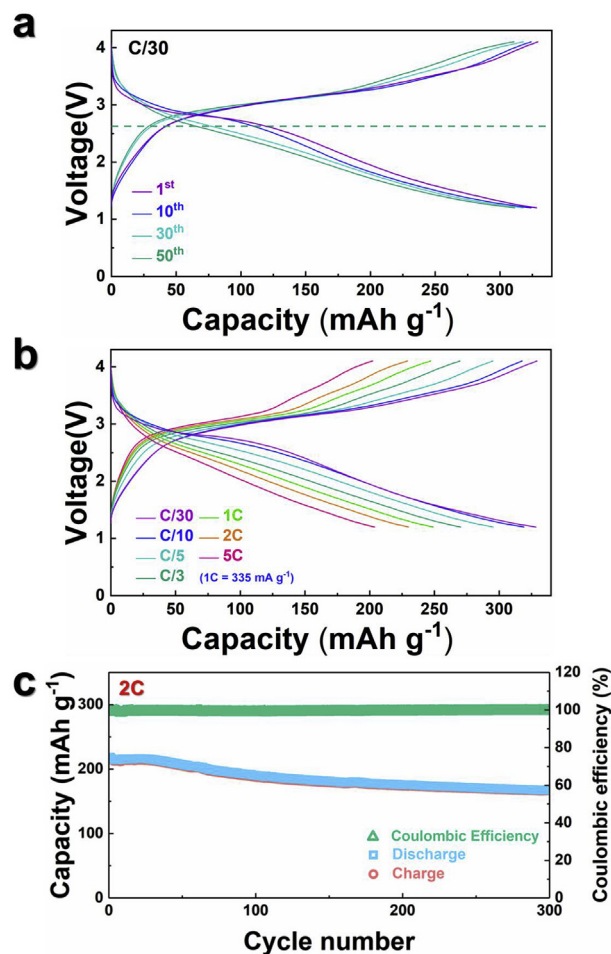 a
C/30
Voltage(V)
4
3
2
1
0
1st
10th
30th
50th
0 50 100 150 200 250 300
Capacity (mAh g-1)
b
Voltage(V)
4
3
2
1
0
C/30 1C
C/10 2C
C/5 5C
C/3 (1C = 335 mA g-1)
0 50 100 150 200 250 300
Capacity (mAh g-1)
c
2C
Capacity (mAh g-1)
300
200
100
0
Coulombic efficiency (%)
120
100
80
60
40
20
0
Coulombic Efficiency
Discharge
Charge
0 100 200 300
Cycle number